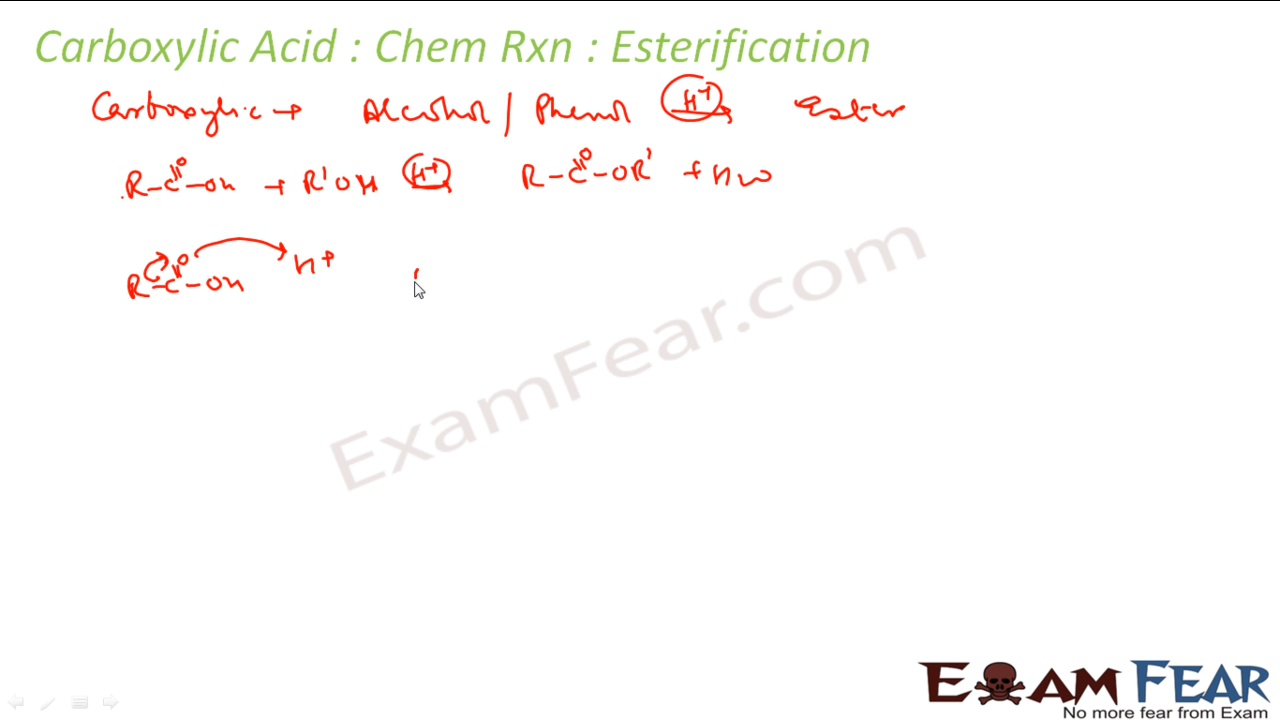 Carboxylic Acid : Chem Rxn : Esterification
Carboxylic + Alcohol / Phenol H+ → Ester
R-C(=O)-OH + R'OH H+ → R-C(=O)-OR' + H2O
R-C(=O)-OH H+
ExamFear.com
EXAM FEAR
No more fear from Exam